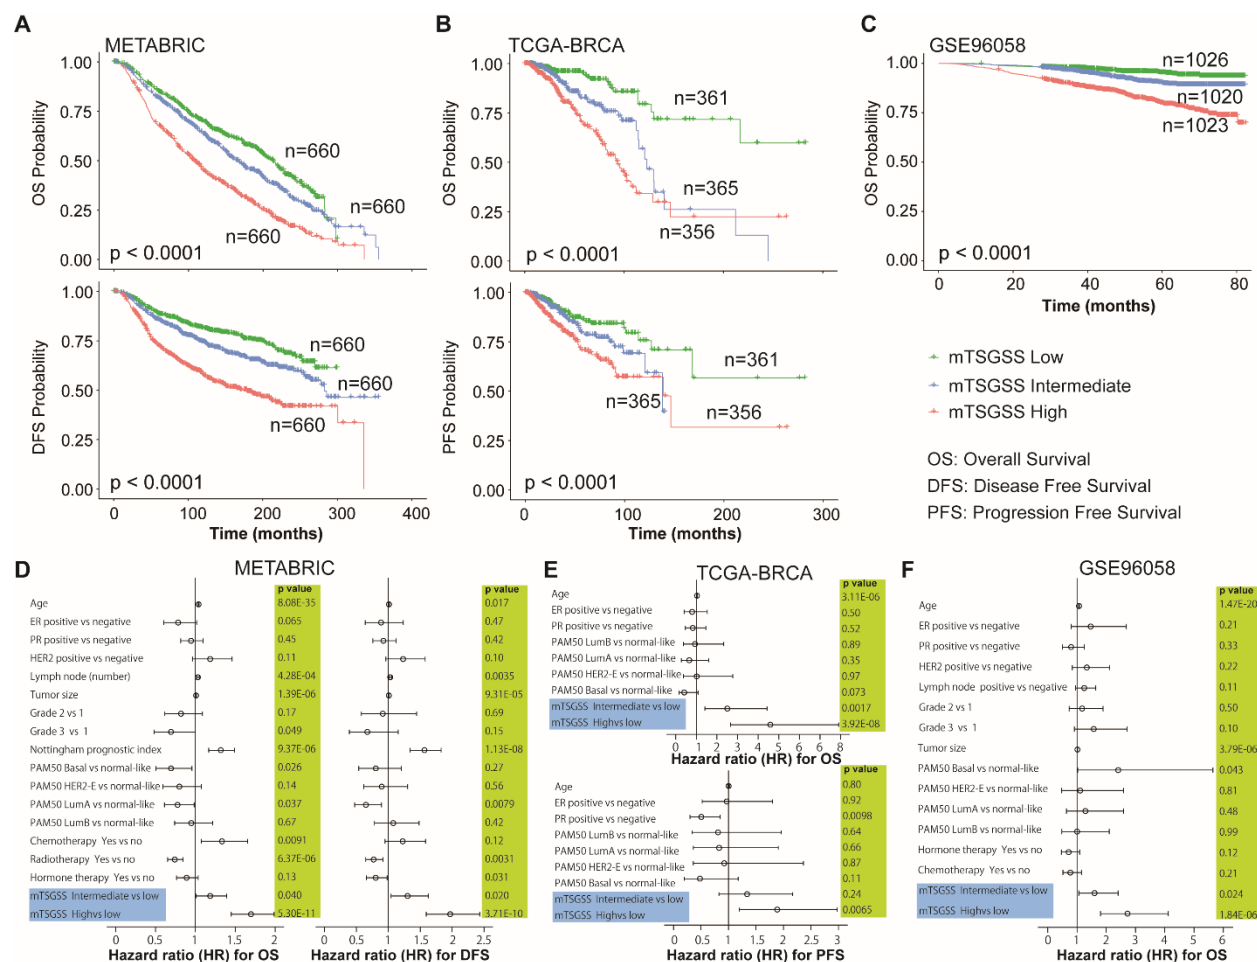 A
METABRIC
OS Probability
1.00
0.75
0.50
0.25
0.00
n=660
n=660
n=660
p < 0.0001
DFS Probability
1.00
0.75
0.50
0.25
0.00
n=660
n=660
n=660
p < 0.0001
0 100 200 300 400
Time (months)
B
TCGA-BRCA
OS Probability
1.00
0.75
0.50
0.25
0.00
n=361
n=365
n=356
p < 0.0001
PFS Probability
1.00
0.75
0.50
0.25
0.00
n=361
n=365
n=356
p < 0.0001
0 100 200 300
Time (months)
C
GSE96058
OS Probability
1.00
0.75
0.50
0.25
0.00
n=1026
n=1020
n=1023
p < 0.0001
0 20 40 60 80
Time (months)
mTSGSS Low
mTSGSS Intermediate
mTSGSS High
OS: Overall Survival
DFS: Disease Free Survival
PFS: Progression Free Survival
D
METABRIC
p value p value
Age 8.08E-35 0.017
ER positive vs negative 0.065 0.47
PR positive vs negative 0.45 0.42
HER2 positive vs negative 0.11 0.10
Lymph node (number) 4.28E-04 0.0035
Tumor size 1.39E-06 9.31E-05
Grade 2 vs 1 0.17 0.69
Grade 3 vs 1 0.049 0.15
Nottingham prognostic index 9.37E-06 1.13E-08
PAM50 Basal vs normal-like 0.026 0.27
PAM50 HER2-E vs normal-like 0.14 0.56
PAM50 LumA vs normal-like 0.037 0.0079
PAM50 LumB vs normal-like 0.67 0.42
Chemotherapy Yes vs no 0.0091 0.12
Radiotherapy Yes vs no 6.37E-06 0.0031
Hormone therapy Yes vs no 0.13 0.031
mTSGSS Intermediate vs low 0.040 0.020
mTSGSS Highvs low 5.30E-11 3.71E-10
0 0.5 1 1.5 2 0 0.5 1 1.5 2 2.5
Hazard ratio (HR) for OS Hazard ratio (HR) for DFS
E
TCGA-BRCA
p value
Age 3.11E-06
ER positive vs negative 0.50
PR positive vs negative 0.52
PAM50 LumB vs normal-like 0.89
PAM50 LumA vs normal-like 0.35
PAM50 HER2-E vs normal-like 0.97
PAM50 Basal vs normal-like 0.073
mTSGSS Intermediate vs low 0.0017
mTSGSS Highvs low 3.92E-08
0 1 2 3 4 5 6 7 8
Hazard ratio (HR) for OS
p value
Age 0.80
ER positive vs negative 0.92
PR positive vs negative 0.0098
PAM50 LumB vs normal-like 0.64
PAM50 LumA vs normal-like 0.66
PAM50 HER2-E vs normal-like 0.87
PAM50 Basal vs normal-like 0.11
mTSGSS Intermediate vs low 0.24
mTSGSS Highvs low 0.0065
0 0.5 1 1.5 2 2.5 3
Hazard ratio (HR) for PFS
F
GSE96058
p value
Age 1.47E-20
ER positive vs negative 0.21
PR positive vs negative 0.33
HER2 positive vs negative 0.22
Lymph node positive vs negative 0.11
Grade 2 vs 1 0.50
Grade 3 vs 1 0.10
Tumor size 3.79E-06
PAM50 Basal vs normal-like 0.043
PAM50 HER2-E vs normal-like 0.81
PAM50 LumA vs normal-like 0.48
PAM50 LumB vs normal-like 0.99
Hormone therapy Yes vs no 0.12
Chemotherapy Yes vs no 0.21
mTSGSS Intermediate vs low 0.024
mTSGSS Highvs low 1.84E-06
0 1 2 3 4 5 6
Hazard ratio (HR) for OS